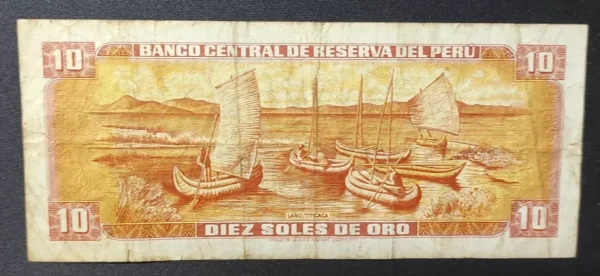 BANCO CENTRAL DE RESERVA DEL PERU
10
10
LAGO TITICACA
10
DIEZ SOLES DE ORO
10